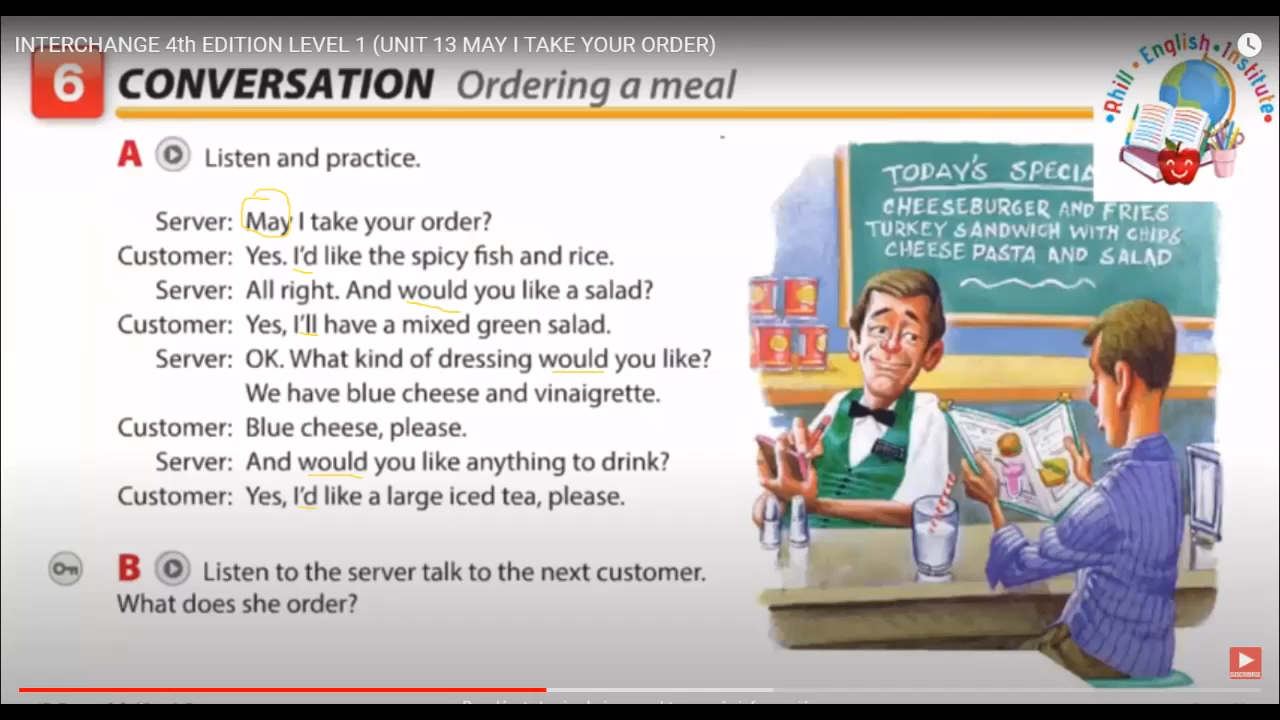 INTERCHANGE 4th EDITION LEVEL 1 (UNIT 13 MAY I TAKE YOUR ORDER)
Rhill • English • Institute
6 CONVERSATION Ordering a meal
A Listen and practice.
Server: May I take your order?
Customer: Yes. I'd like the spicy fish and rice.
Server: All right. And would you like a salad?
Customer: Yes, I'll have a mixed green salad.
Server: OK. What kind of dressing would you like?
We have blue cheese and vinaigrette.
Customer: Blue cheese, please.
Server: And would you like anything to drink?
Customer: Yes, I'd like a large iced tea, please.
TODAY'S SPECIA
CHEESEBURGER AND FRIES
TURKEY SANDWICH WITH CHIPS
CHEESE PASTA AND SALAD
B Listen to the server talk to the next customer.
What does she order?
SUSCRIBIRSE